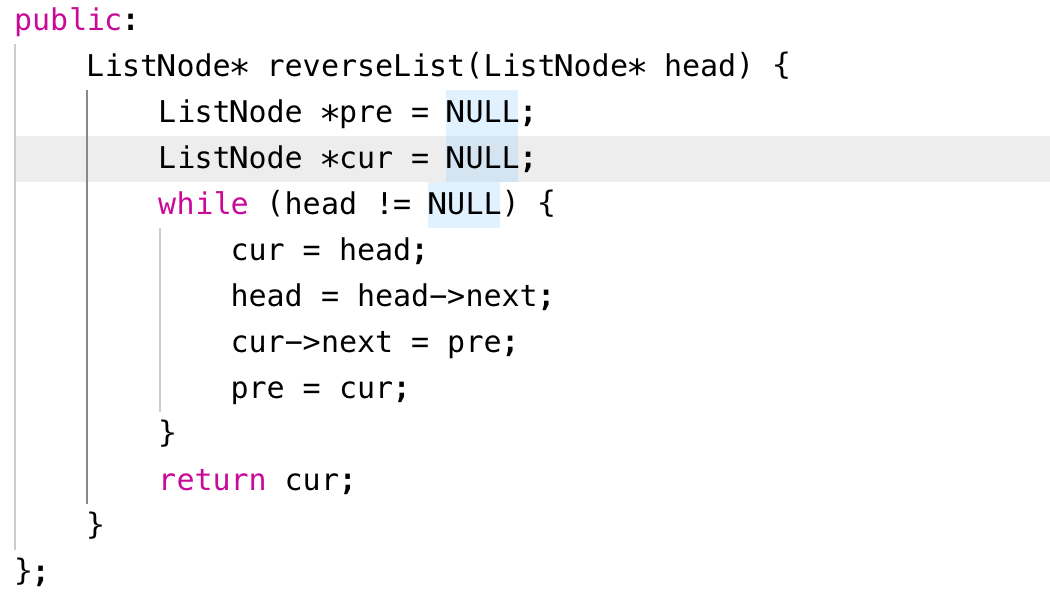 public:
    ListNode* reverseList(ListNode* head) {
        ListNode *pre = NULL;
        ListNode *cur = NULL;
        while (head != NULL) {
            cur = head;
            head = head->next;
            cur->next = pre;
            pre = cur;
        }
        return cur;
    }
};